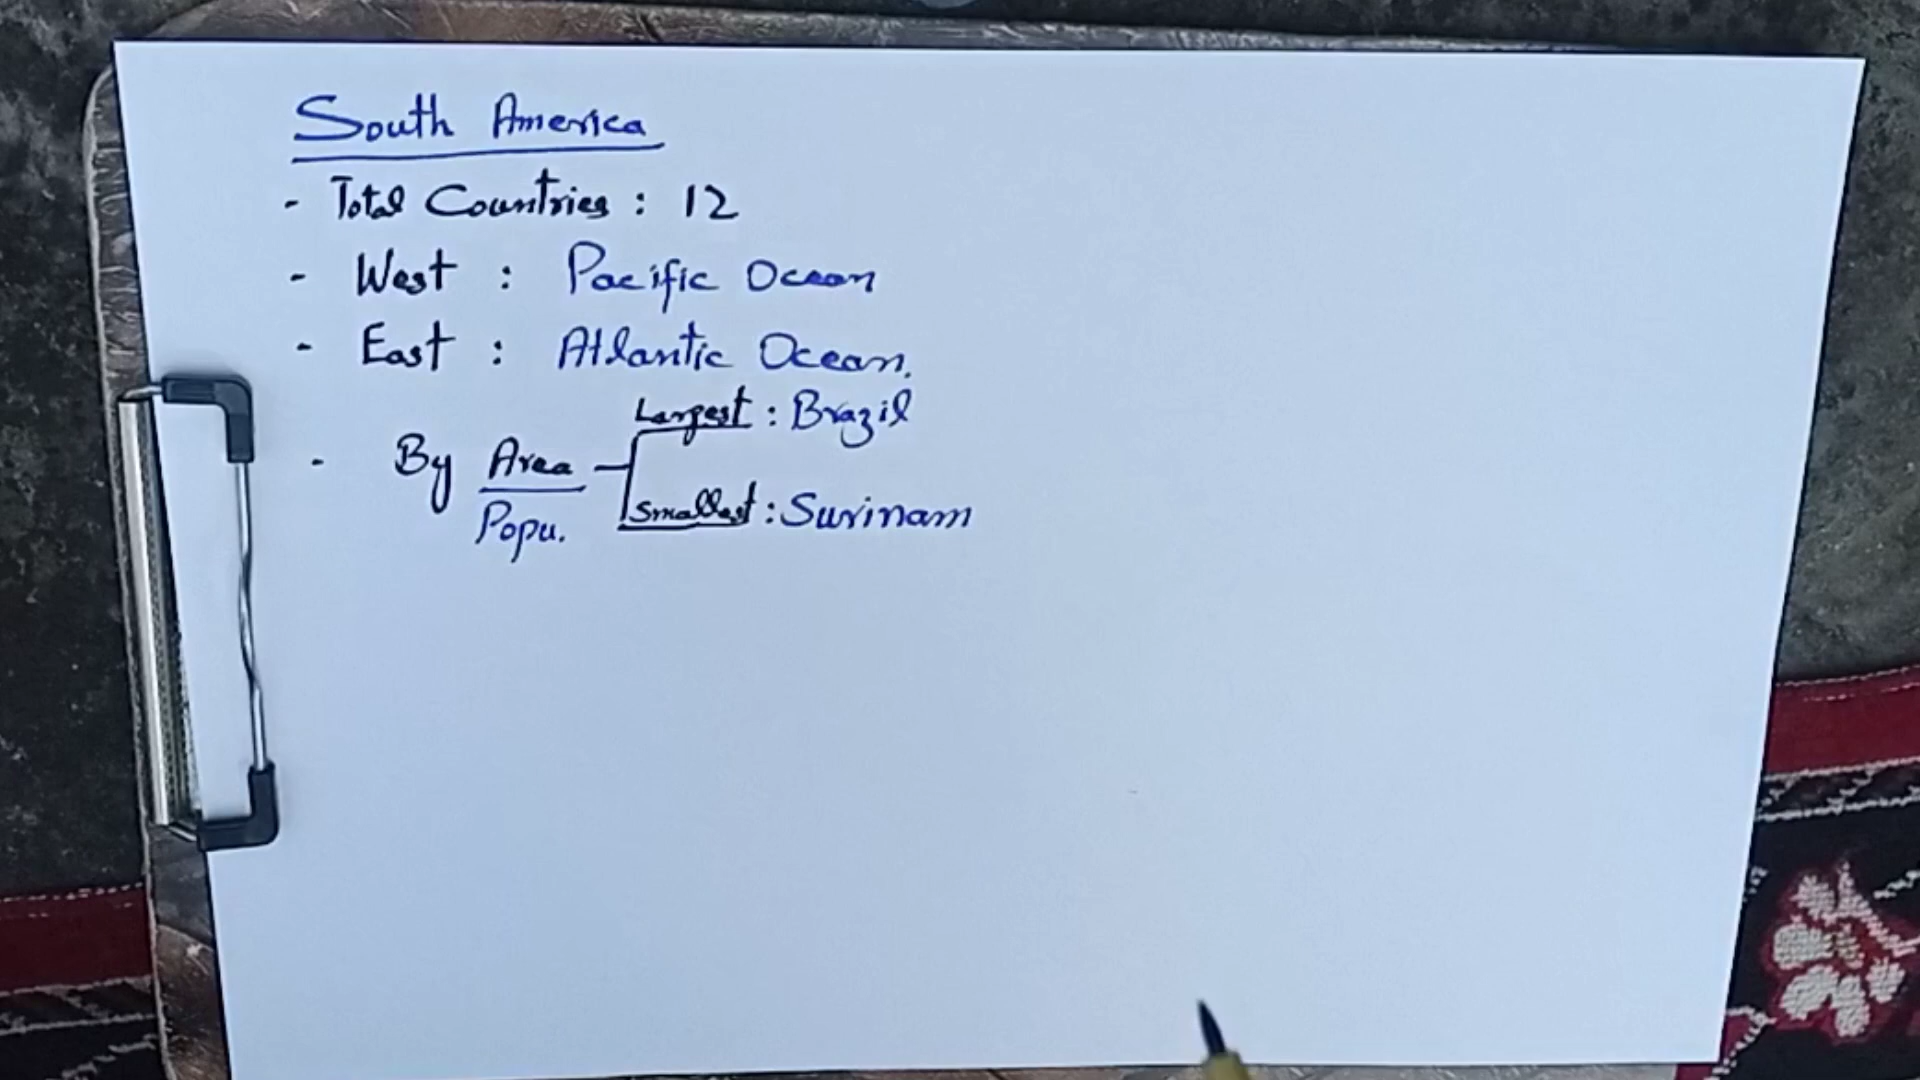 South America
- Total Countries : 12
- West : Pacific Ocean
- East : Atlantic Ocean.
Largest : Brazil
- By Area
Smallest : Surinam
Popu.